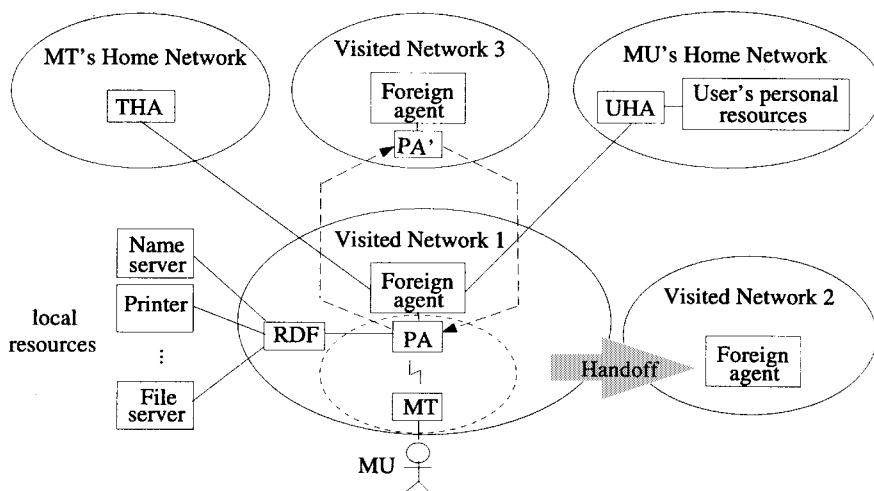 MT's Home Network
THA
Visited Network 3
Foreign
agent
PA'
MU's Home Network
UHA
User's personal
resources
Visited Network 1
Foreign
agent
PA
RDF
MT
MU
local
resources
Name
server
Printer
⋮
File
server
Handoff
Visited Network 2
Foreign
agent